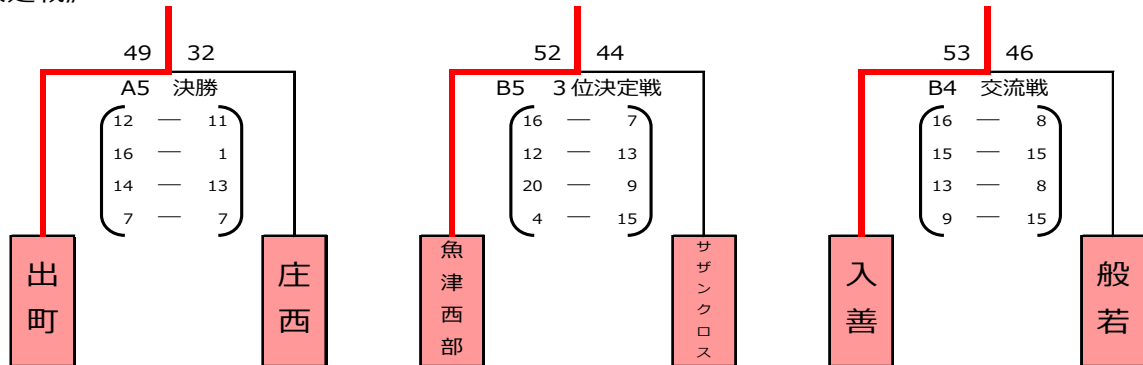 49 32
A5 決勝
12 ― 11
16 ― 1
14 ― 13
7 ― 7
出町
庄西
52 44
B5 3位決定戦
16 ― 7
12 ― 13
20 ― 9
4 ― 15
魚津西部
サザンクロス
53 46
B4 交流戦
16 ― 8
15 ― 15
13 ― 8
9 ― 15
入善
般若